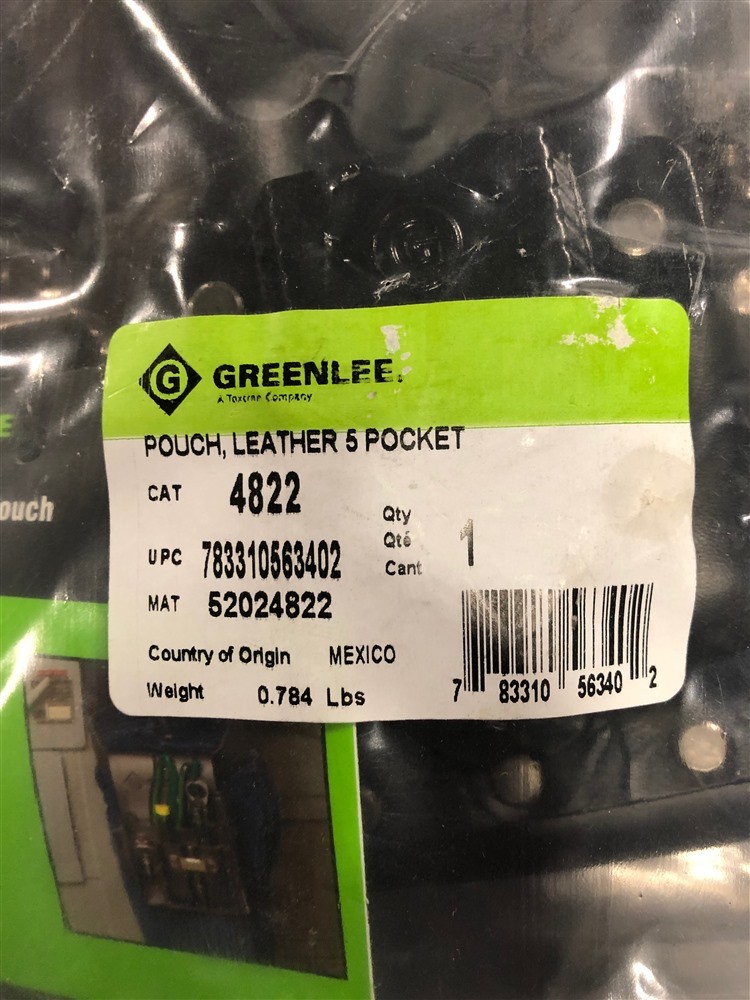 G
G GREENLEE.
A Textron Company
POUCH, LEATHER 5 POCKET
CAT 4822
Qty
Qté 1
Cant
UPC 783310563402
MAT 52024822
Country of Origin MEXICO
Weight 0.784 Lbs
7 83310 56340 2
E
ouch